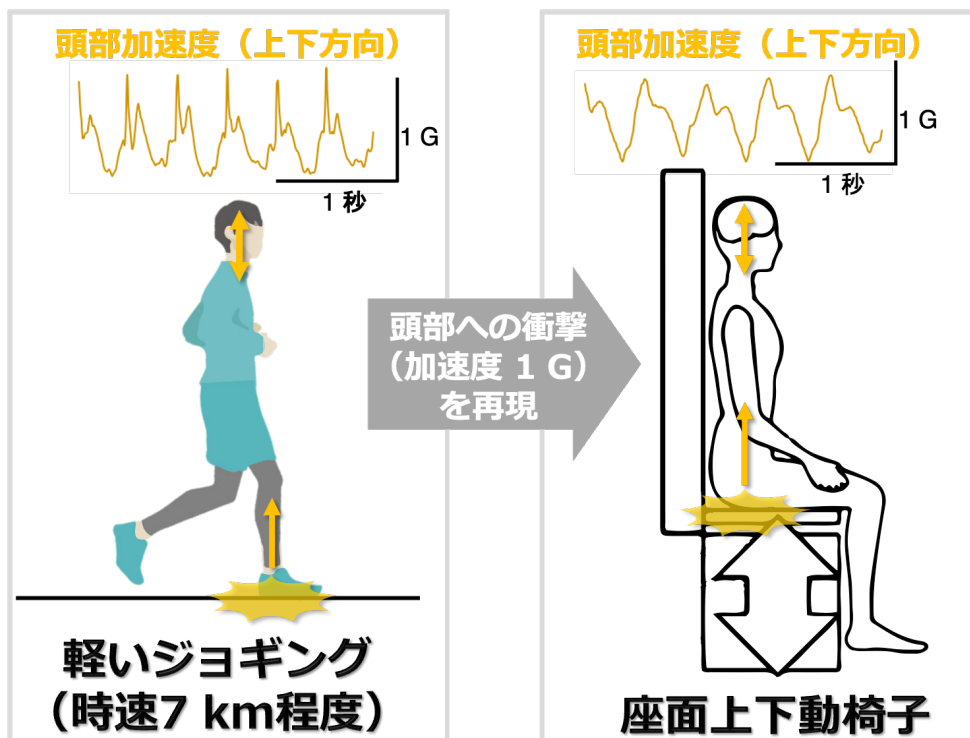 頭部加速度（上下方向）
1 G
1 秒
軽いジョギング
（時速7 km程度）
頭部への衝撃
（加速度 1 G）
を再現
頭部加速度（上下方向）
1 G
1 秒
座面上下動椅子